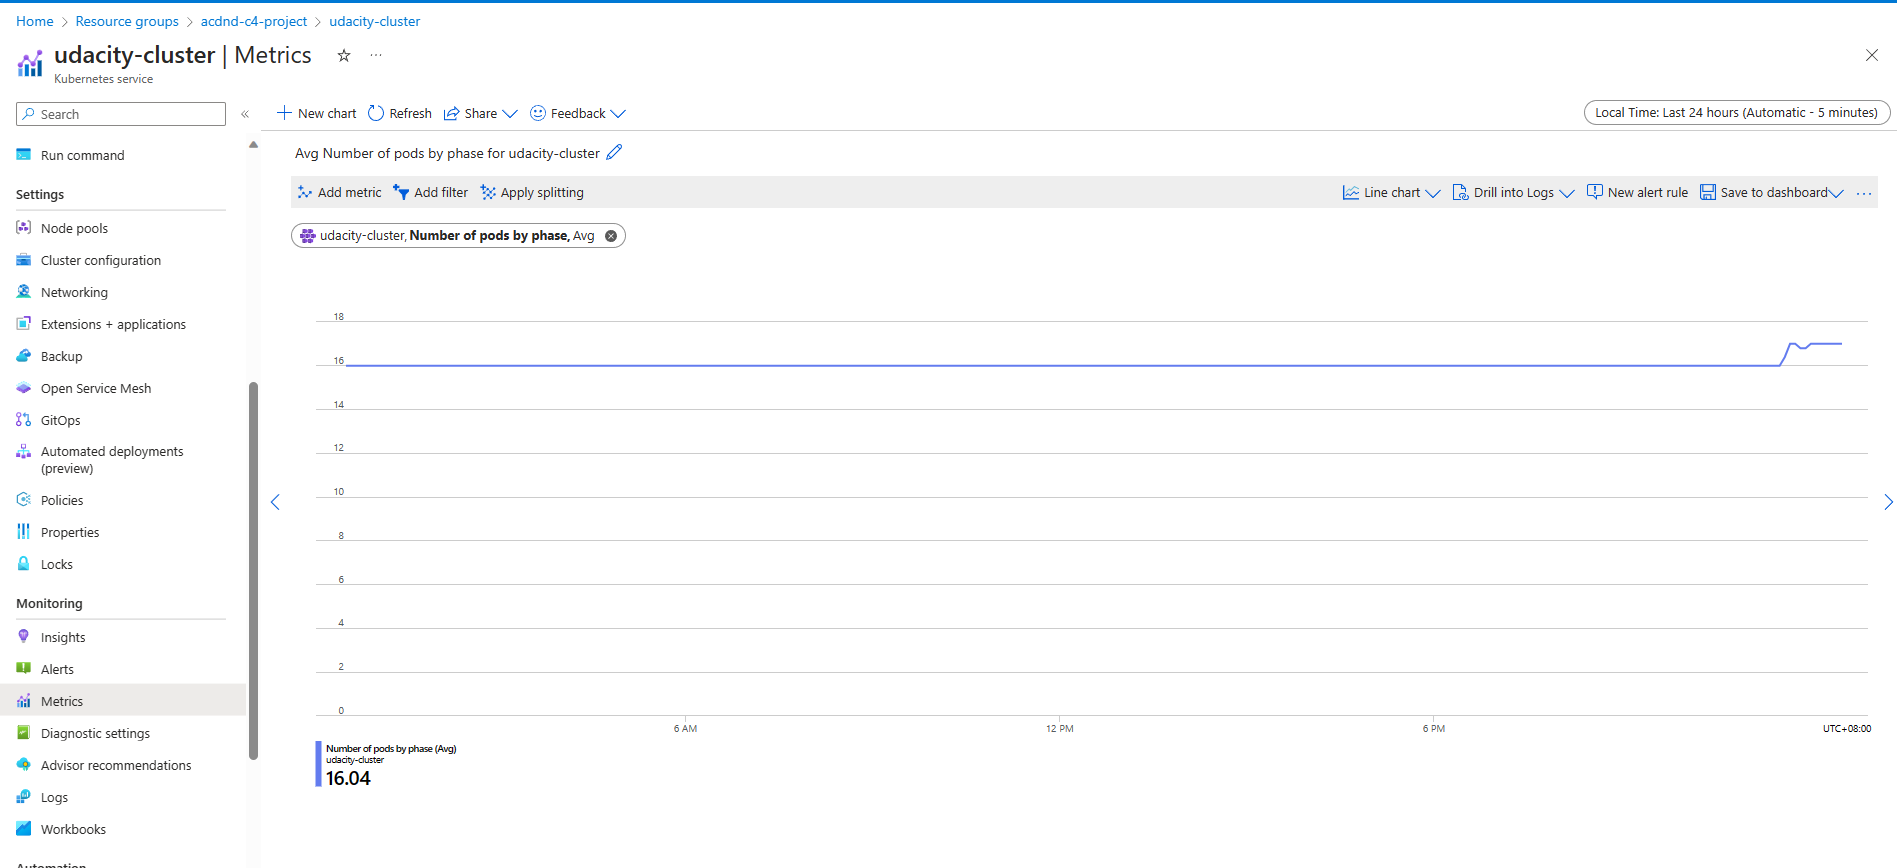 Home > Resource groups > acdnd-c4-project > udacity-cluster
udacity-cluster | Metrics
Kubernetes service
Search
New chart Refresh Share Feedback
Local Time: Last 24 hours (Automatic - 5 minutes)
Run command
Settings
Node pools
Cluster configuration
Networking
Extensions + applications
Backup
Open Service Mesh
GitOps
Automated deployments
(preview)
Policies
Properties
Locks
Monitoring
Insights
Alerts
Metrics
Diagnostic settings
Advisor recommendations
Logs
Workbooks
Automation
Avg Number of pods by phase for udacity-cluster
Add metric Add filter Apply splitting
Line chart Drill into Logs New alert rule Save to dashboard
udacity-cluster, Number of pods by phase, Avg
18
16
14
12
10
8
6
4
2
0
6 AM 12 PM 6 PM UTC+08:00
Number of pods by phase (Avg)
udacity-cluster
16.04